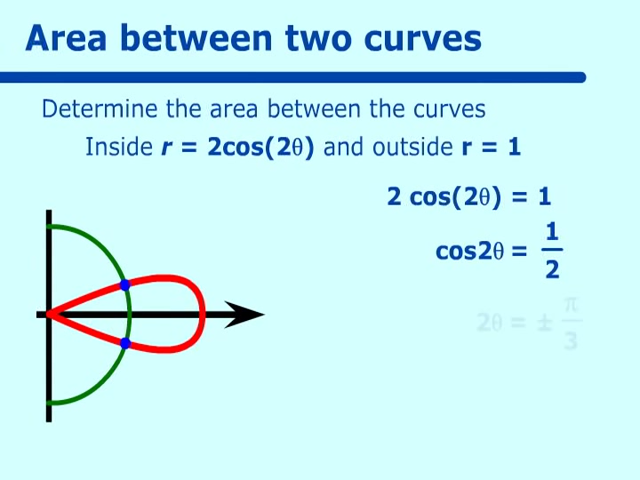 Area between two curves
Determine the area between the curves
Inside r = 2cos(2θ) and outside r = 1
2 cos(2θ) = 1
cos2θ = 1/2
2θ = ± π/3